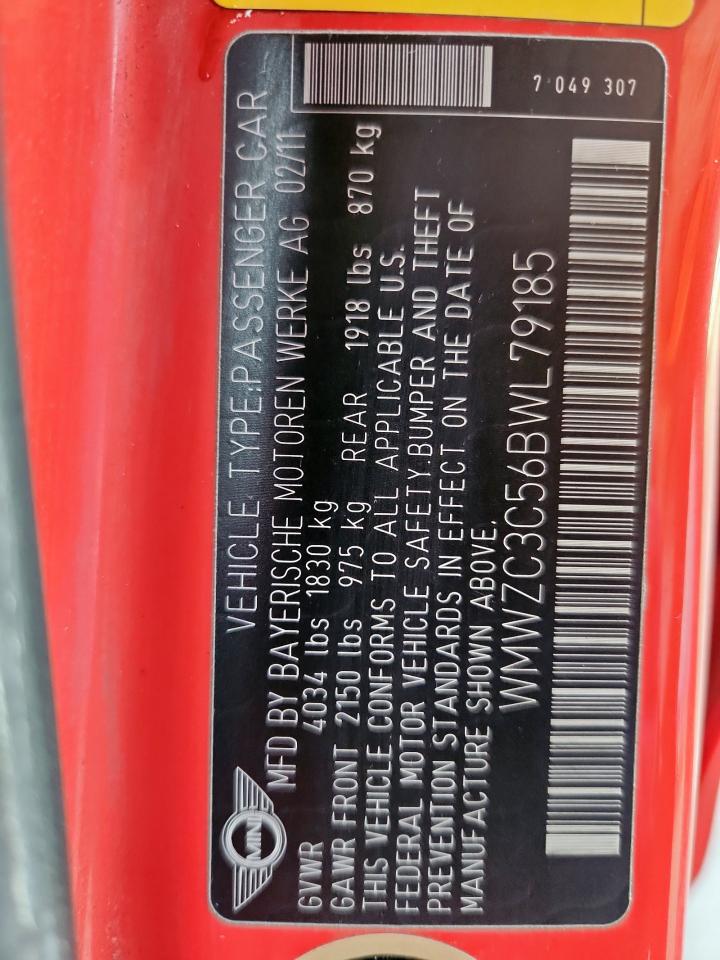 7 049 307
VEHICLE TYPE:PASSENGER CAR
MINI
MFD BY BAYERISCHE MOTOREN WERKE AG 02/11
GVWR 4034 lbs 1830 kg
GAWR FRONT 2150 lbs 975 kg REAR 1918 lbs 870 kg
THIS VEHICLE CONFORMS TO ALL APPLICABLE U.S.
FEDERAL MOTOR VEHICLE SAFETY.BUMPER AND THEFT
PREVENTION STANDARDS IN EFFECT ON THE DATE OF
MANUFACTURE SHOWN ABOVE.
WMWZC3C56BWL79185